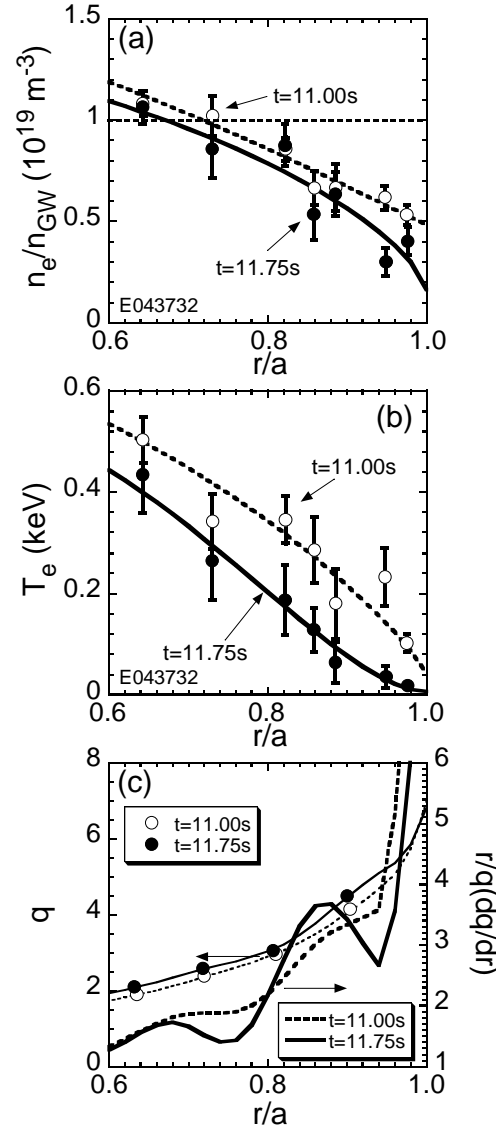 (a)
t=11.00s
t=11.75s
E043732
n_e/n_GW (10^19 m^-3)
0
0.5
1
1.5
0.6
0.8
1.0
r/a
(b)
t=11.00s
t=11.75s
E043732
T_e (keV)
0
0.2
0.4
0.6
0.6
0.8
1.0
r/a
(c)
t=11.00s
t=11.75s
q
0
2
4
6
8
r/q(dq/dr)
1
2
3
4
5
6
t=11.00s
t=11.75s
0.6
0.8
1.0
r/a